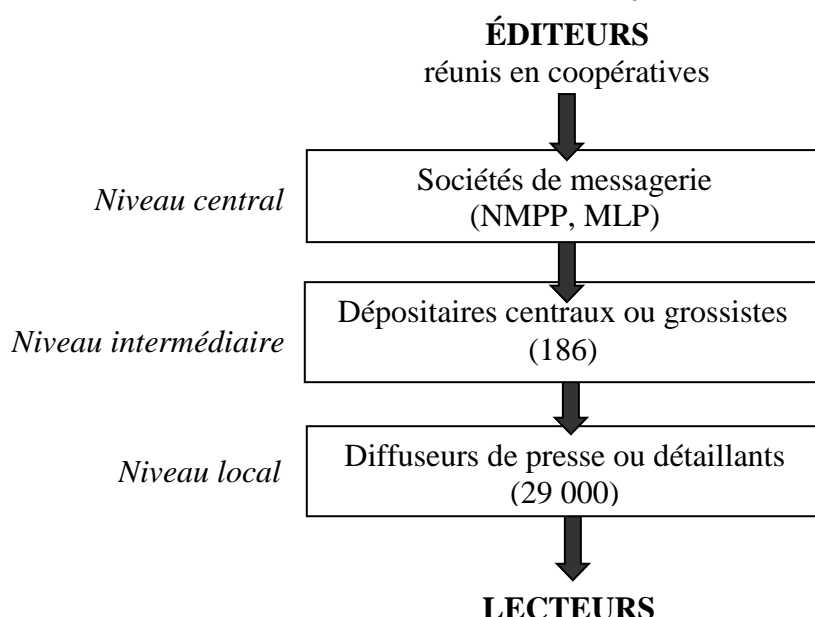 ÉDITEURS
réunis en coopératives
Niveau central
Sociétés de messagerie
(NMPP, MLP)
Niveau intermédiaire
Dépositaires centraux ou grossistes
(186)
Niveau local
Diffuseurs de presse ou détaillants
(29 000)
LECTEURS